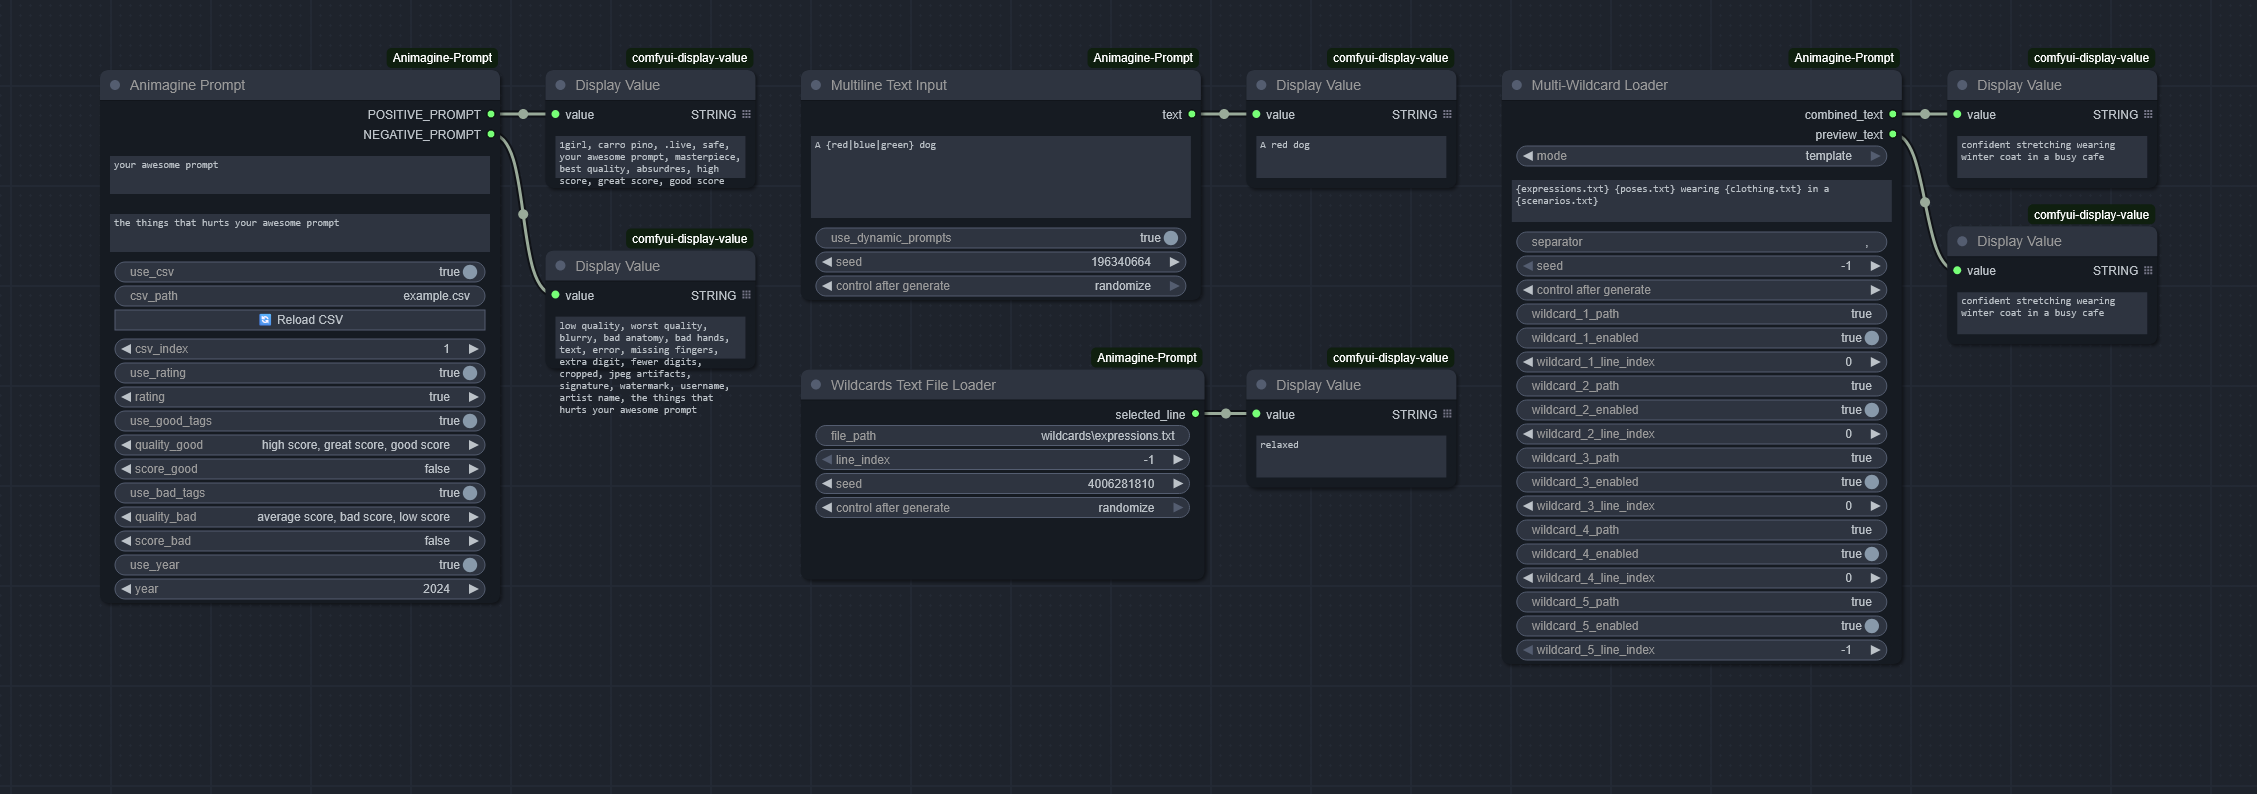 Animagine-Prompt
Animagine Prompt
POSITIVE_PROMPT
NEGATIVE_PROMPT
your awesome prompt
the things that hurts your awesome prompt
use_csv true
csv_path example.csv
Reload CSV
csv_index 1
use_rating true
rating true
use_good_tags true
quality_good high score, great score, good score
score_good false
use_bad_tags true
quality_bad average score, bad score, low score
score_bad false
use_year true
year 2024
comfyui-display-value
Display Value
value STRING
1girl, carro pino, .live, safe,
your awesome prompt, masterpiece,
best quality, absurdres, high
score, great score, good score
comfyui-display-value
Display Value
value STRING
low quality, worst quality,
blurry, bad anatomy, bad hands,
text, error, missing fingers,
extra digit, fewer digits,
cropped, jpeg artifacts,
signature, watermark, username,
artist name, the things that
hurts your awesome prompt
Animagine-Prompt
Multiline Text Input
text
A {red|blue|green} dog
use_dynamic_prompts true
seed 196340664
control after generate randomize
comfyui-display-value
Display Value
value STRING
A red dog
Animagine-Prompt
Wildcards Text File Loader
selected_line
file_path wildcards\expressions.txt
line_index -1
seed 4006281810
control after generate randomize
comfyui-display-value
Display Value
value STRING
relaxed
Animagine-Prompt
Multi-Wildcard Loader
combined_text
preview_text
mode template
{expressions.txt} {poses.txt} wearing {clothing.txt} in a
{scenarios.txt}
separator ,
seed -1
control after generate
wildcard_1_path true
wildcard_1_enabled true
wildcard_1_line_index 0
wildcard_2_path true
wildcard_2_enabled true
wildcard_2_line_index 0
wildcard_3_path true
wildcard_3_enabled true
wildcard_3_line_index 0
wildcard_4_path true
wildcard_4_enabled true
wildcard_4_line_index 0
wildcard_5_path true
wildcard_5_enabled true
wildcard_5_line_index -1
comfyui-display-value
Display Value
value STRING
confident stretching wearing
winter coat in a busy cafe
comfyui-display-value
Display Value
value STRING
confident stretching wearing
winter coat in a busy cafe